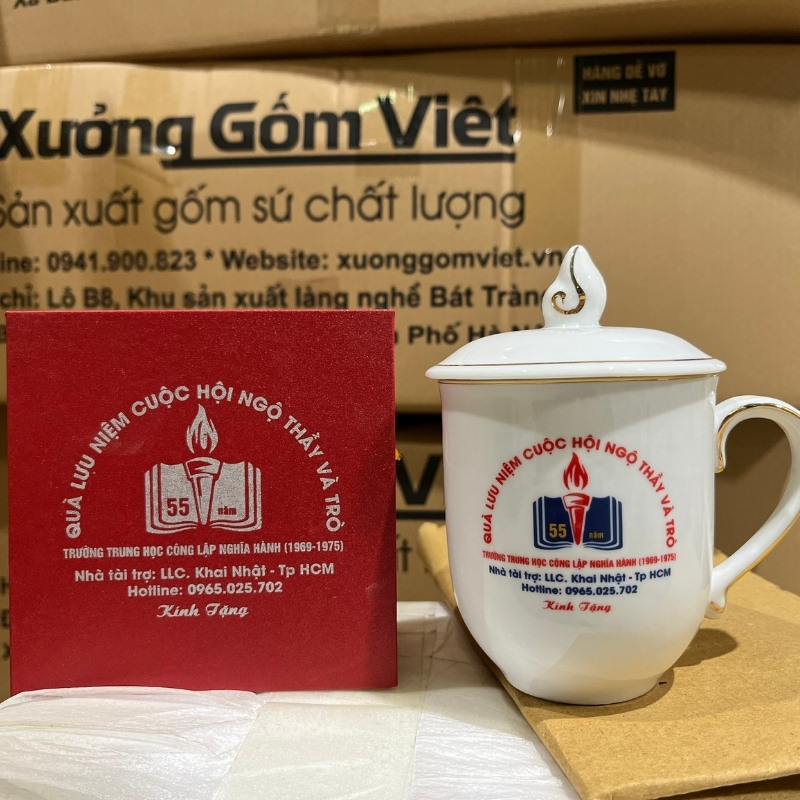 HÀNG DỄ VỠ
XIN NHẸ TAY
Xưởng Gốm Việt
Sản xuất gốm sứ chất lượng
ine: 0941.900.823 * Website: xuonggomviet.vn
chỉ: Lô B8, Khu sản xuất làng nghề Bát Tràn
Phố Hà
QUÀ LƯU NIỆM CUỘC HỘI NGỘ THẦY VÀ TRÒ
55
năm
TRƯỜNG TRUNG HỌC CÔNG LẬP NGHĨA HÀNH (1969-1975)
Nhà tài trợ: LLC. Khai Nhật - Tp HCM
Hotline: 0965.025.702
Kính Tặng
QUÀ LƯU NIỆM CUỘC HỘI NGỘ THẦY VÀ TRÒ
55
năm
TRƯỜNG TRUNG HỌC CÔNG LẬP NGHĨA HÀNH (1969-1975)
Nhà tài trợ: LLC. Khai Nhật - Tp HCM
Hotline: 0965.025.702
Kính Tặng